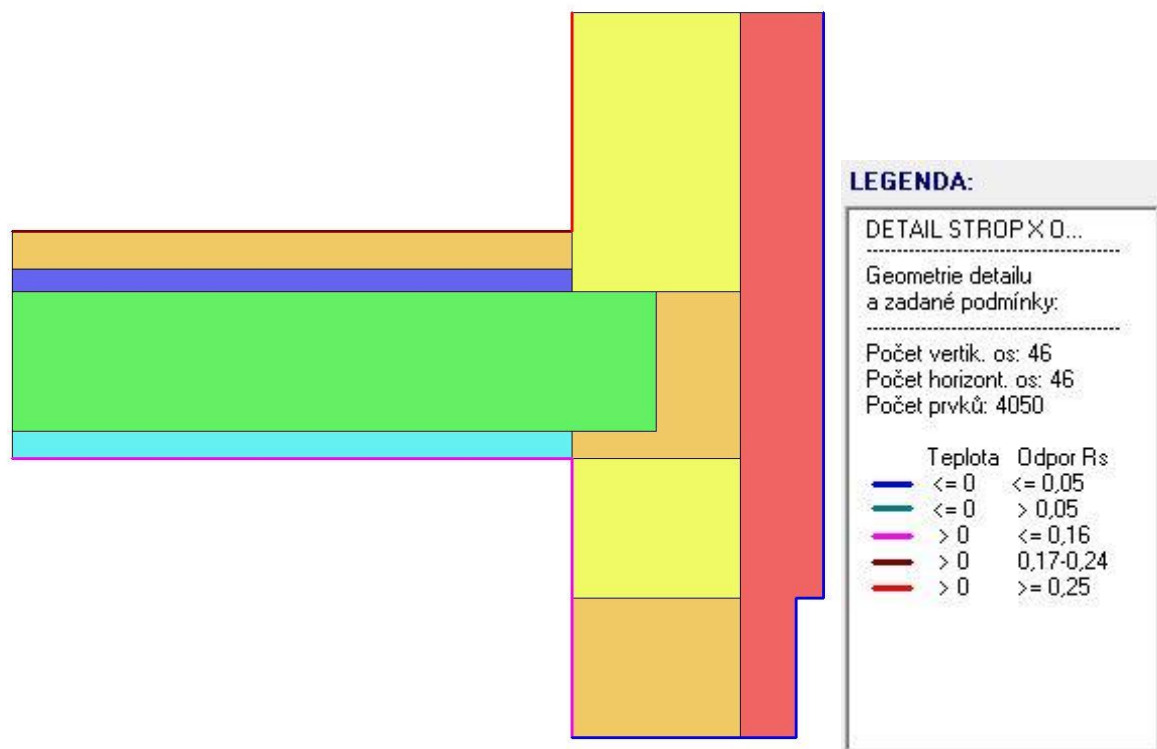 LEGENDA:
DETAIL STROP X O...
Geometrie detailu
a zadané podmínky:
Počet vertik. os: 46
Počet horizont. os: 46
Počet prvků: 4050
Teplota Odpor Rs
<= 0 <= 0,05
<= 0 > 0,05
> 0 <= 0,16
> 0 0,17-0,24
> 0 >= 0,25